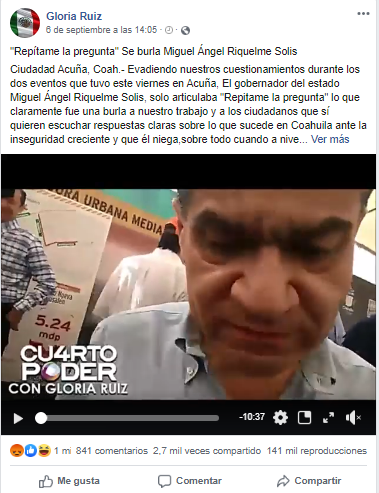 Gloria Ruiz
6 de septiembre a las 14:05 ·
"Repítame la pregunta" Se burla Miguel Ángel Riquelme Solis
Ciudadad Acuña, Coah.- Evadiendo nuestros cuestionamientos durante los
dos eventos que tuvo este viernes en Acuña, El gobernador del estado
Miguel Ángel Riquelme Solis, solo articulaba "Repitame la pregunta" lo que
claramente fue una burla a nuestro trabajo y a los ciudadanos que sí
quieren escuchar respuestas claras sobre lo que sucede en Coahuila ante la
inseguridad creciente y que él niega,sobre todo cuando a nive... Ver más
URA URBANA MEDIA
5.24
mdp
CU4RTO
PODER
CON GLORIA RUIZ
-10:37
1 mi 841 comentarios 2,7 mil veces compartido 141 mil reproducciones
Me gusta Comentar Compartir